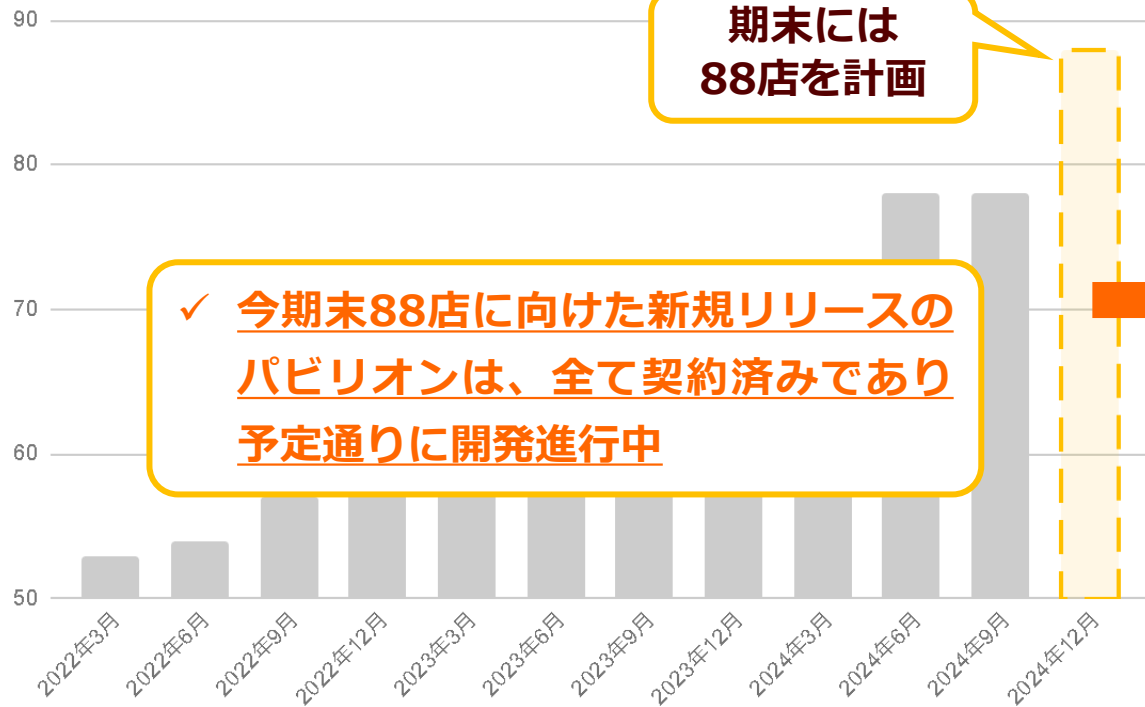 90
80
70
60
50
期末には
88店を計画
✓ 今期末88店に向けた新規リリースの
パビリオンは、全て契約済みであり
予定通りに開発進行中
2022年3月
2022年6月
2022年9月
2022年12月
2023年3月
2023年6月
2023年9月
2023年12月
2024年3月
2024年6月
2024年9月
2024年12月